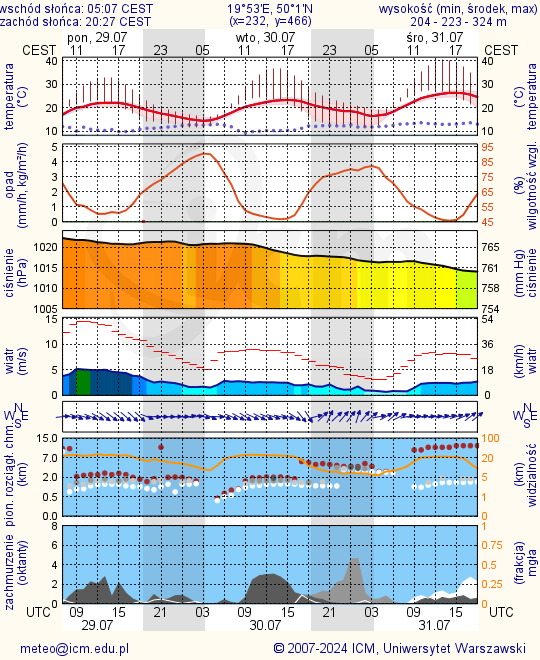 wschód słońca: 05:07 CEST 19°53'E, 50°1'N wysokość (min, środek, max)
zachód słońca: 20:27 CEST (x=232, y=466) 204 - 223 - 324 m
CEST pon, 29.07 wto, 30.07 śro, 31.07 CEST
11 17 23 05 11 17 23 05 11 17
temperatura (°C) 40 30 20 10 40 30 20 10 (°C) temperatura
opad (mm/h, kg/m²/h) 5 4 3 2 1 0 95 85 75 65 55 45 (%) wilgotność wzgl.
ciśnienie (hPa) 1020 1015 1010 1005 765 761 758 754 (mm Hg) ciśnienie
wiatr (m/s) 15 10 5 0 54 36 18 0 (km/h) wiatr
N W E S N W E S
pion. rozciągł. chm. (km) 15.0 7.0 2.0 0.5 0.0 100 20 5 1 0 (km) widzialność
zachmurzenie (oktanty) 8 6 4 2 0 1 0.75 0.5 0.25 0 (frakcja) mgła
UTC 09 15 21 03 09 15 21 03 09 15 UTC
29.07 30.07 31.07
meteo@icm.edu.pl © 2007-2024 ICM, Uniwersytet Warszawski